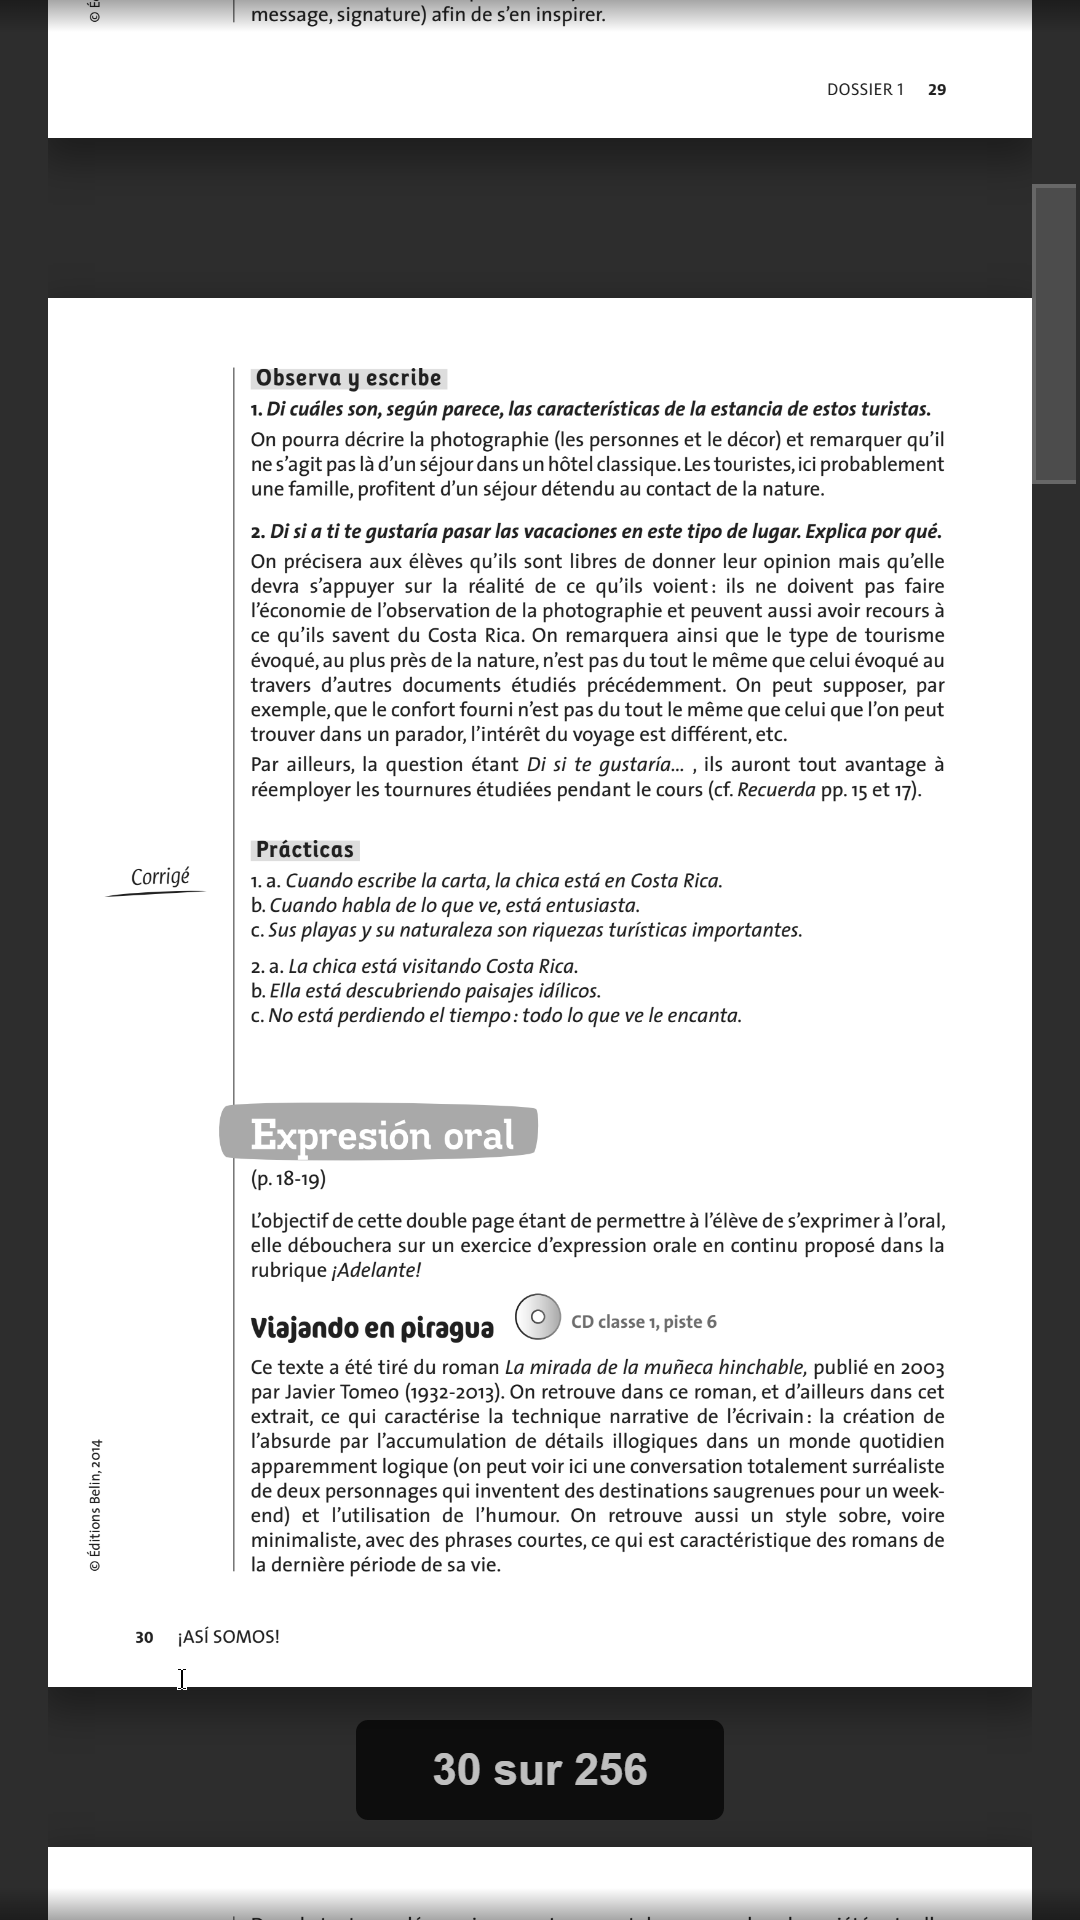 message, signature) afin de s'en inspirer.
DOSSIER 1 29
Observa y escribe
1. Di cuáles son, según parece, las características de la estancia de estos turistas.
On pourra décrire la photographie (les personnes et le décor) et remarquer qu'il
ne s'agit pas là d'un séjour dans un hôtel classique. Les touristes, ici probablement
une famille, profitent d'un séjour détendu au contact de la nature.
2. Di si a ti te gustaría pasar las vacaciones en este tipo de lugar. Explica por qué.
On précisera aux élèves qu'ils sont libres de donner leur opinion mais qu'elle
devra s'appuyer sur la réalité de ce qu'ils voient : ils ne doivent pas faire
l'économie de l'observation de la photographie et peuvent aussi avoir recours à
ce qu'ils savent du Costa Rica. On remarquera ainsi que le type de tourisme
évoqué, au plus près de la nature, n'est pas du tout le même que celui évoqué au
travers d'autres documents étudiés précédemment. On peut supposer, par
exemple, que le confort fourni n'est pas du tout le même que celui que l'on peut
trouver dans un parador, l'intérêt du voyage est différent, etc.
Par ailleurs, la question étant Di si te gustaría... , ils auront tout avantage à
réemployer les tournures étudiées pendant le cours (cf. Recuerda pp. 15 et 17).
Prácticas
Corrigé
1. a. Cuando escribe la carta, la chica está en Costa Rica.
b. Cuando habla de lo que ve, está entusiasta.
c. Sus playas y su naturaleza son riquezas turísticas importantes.
2. a. La chica está visitando Costa Rica.
b. Ella está descubriendo paisajes idílicos.
c. No está perdiendo el tiempo : todo lo que ve le encanta.
Expresión oral
(p. 18-19)
L'objectif de cette double page étant de permettre à l'élève de s'exprimer à l'oral,
elle débouchera sur un exercice d'expression orale en continu proposé dans la
rubrique ¡Adelante!
Viajando en piragua CD classe 1, piste 6
Ce texte a été tiré du roman La mirada de la muñeca hinchable, publié en 2003
par Javier Tomeo (1932-2013). On retrouve dans ce roman, et d'ailleurs dans cet
extrait, ce qui caractérise la technique narrative de l'écrivain : la création de
l'absurde par l'accumulation de détails illogiques dans un monde quotidien
apparemment logique (on peut voir ici une conversation totalement surréaliste
de deux personnages qui inventent des destinations saugrenues pour un week-
end) et l'utilisation de l'humour. On retrouve aussi un style sobre, voire
minimaliste, avec des phrases courtes, ce qui est caractéristique des romans de
la dernière période de sa vie.
© Éditions Belin, 2014
30 ¡ASÍ SOMOS!
30 sur 256